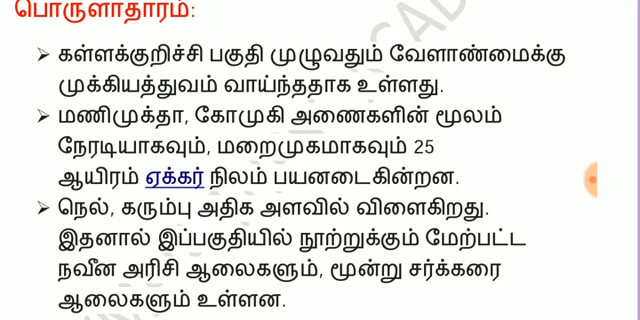 பொருளாதாரம்:
➢ கள்ளக்குறிச்சி பகுதி முழுவதும் வேளாண்மைக்கு
முக்கியத்துவம் வாய்ந்ததாக உள்ளது.
➢ மணிமுக்தா, கோமுகி அணைகளின் மூலம்
நேரடியாகவும், மறைமுகமாகவும் 25
ஆயிரம் ஏக்கர் நிலம் பயனடைகின்றன.
➢ நெல், கரும்பு அதிக அளவில் விளைகிறது.
இதனால் இப்பகுதியில் நூற்றுக்கும் மேற்பட்ட
நவீன அரிசி ஆலைகளும், மூன்று சர்க்கரை
ஆலைகளும் உள்ளன.